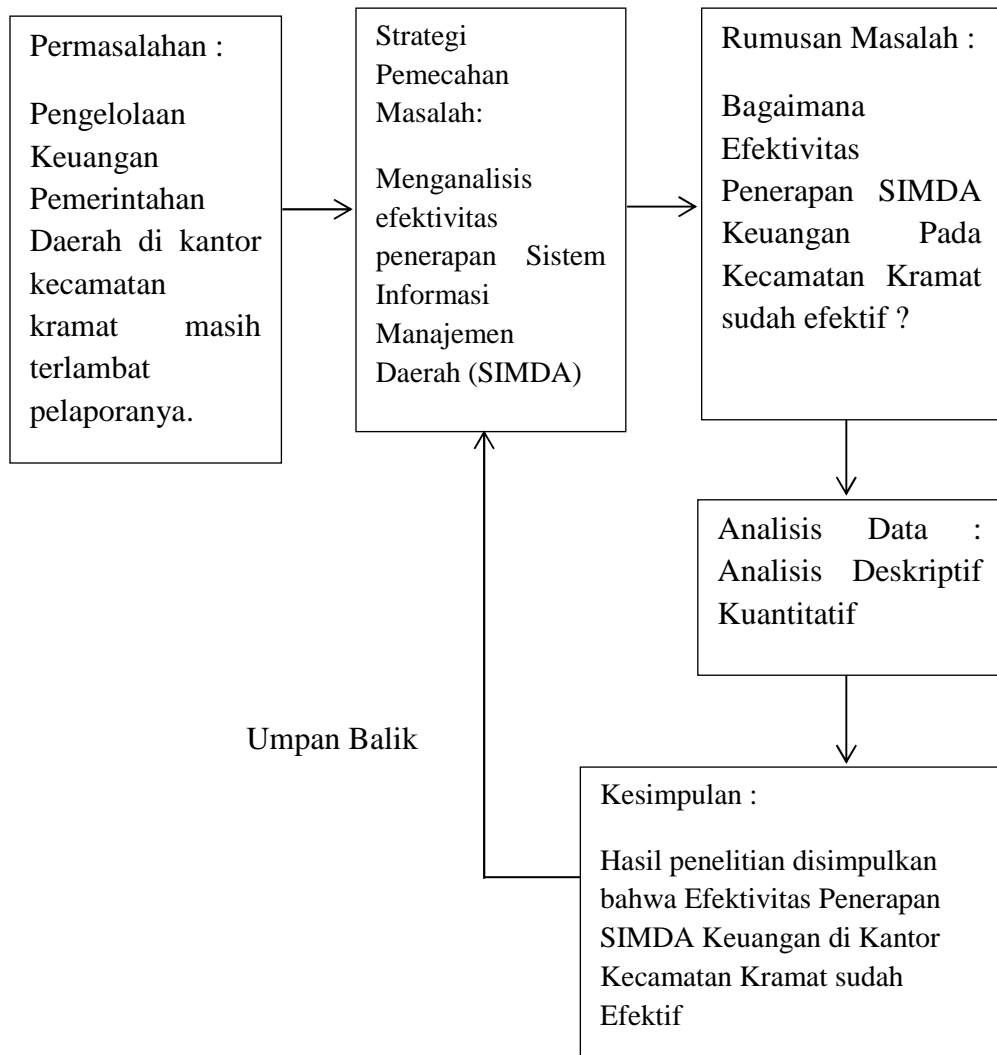 Permasalahan :
Pengelolaan
Keuangan
Pemerintahan
Daerah di kantor
kecamatan
kramat masih
terlambat
pelaporanya.
Strategi
Pemecahan
Masalah:
Menganalisis
efektivitas
penerapan Sistem
Informasi
Manajemen
Daerah (SIMDA)
Rumusan Masalah :
Bagaimana
Efektivitas
Penerapan SIMDA
Keuangan Pada
Kecamatan Kramat
sudah efektif ?
Analisis Data :
Analisis Deskriptif
Kuantitatif
Umpan Balik
Kesimpulan :
Hasil penelitian disimpulkan
bahwa Efektivitas Penerapan
SIMDA Keuangan di Kantor
Kecamatan Kramat sudah
Efektif